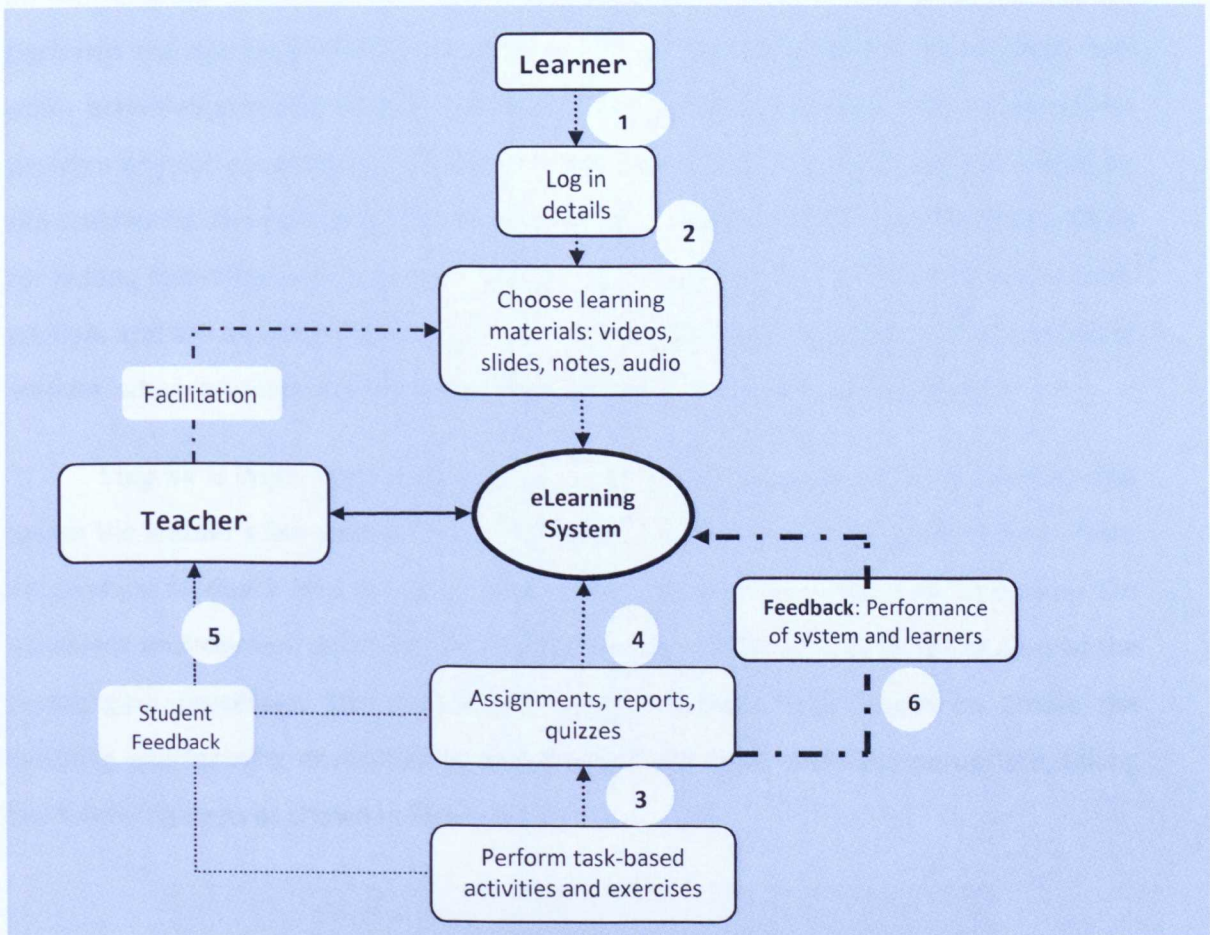 Learner
1
Log in
details
2
Choose learning
materials: videos,
slides, notes, audio
Facilitation
Teacher
eLearning
System
5
4
Feedback: Performance
of system and learners
Student
Feedback
Assignments, reports,
quizzes
6
3
Perform task-based
activities and exercises